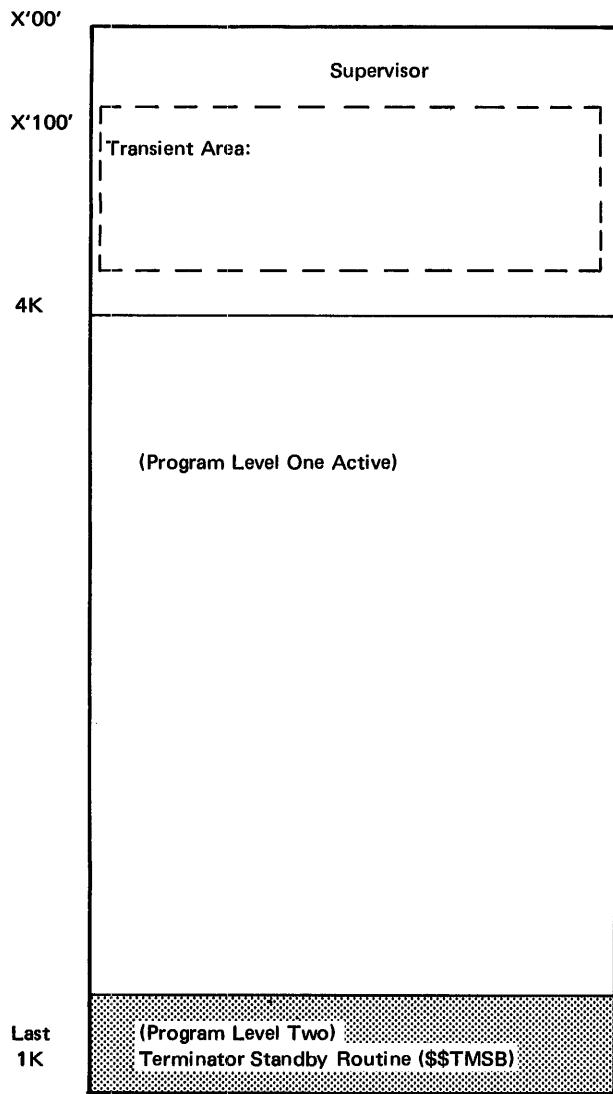 X'00'
Supervisor
X'100'
Transient Area:
4K
(Program Level One Active)
Last
1K
(Program Level Two)
Terminator Standby Routine ($$TMSB)